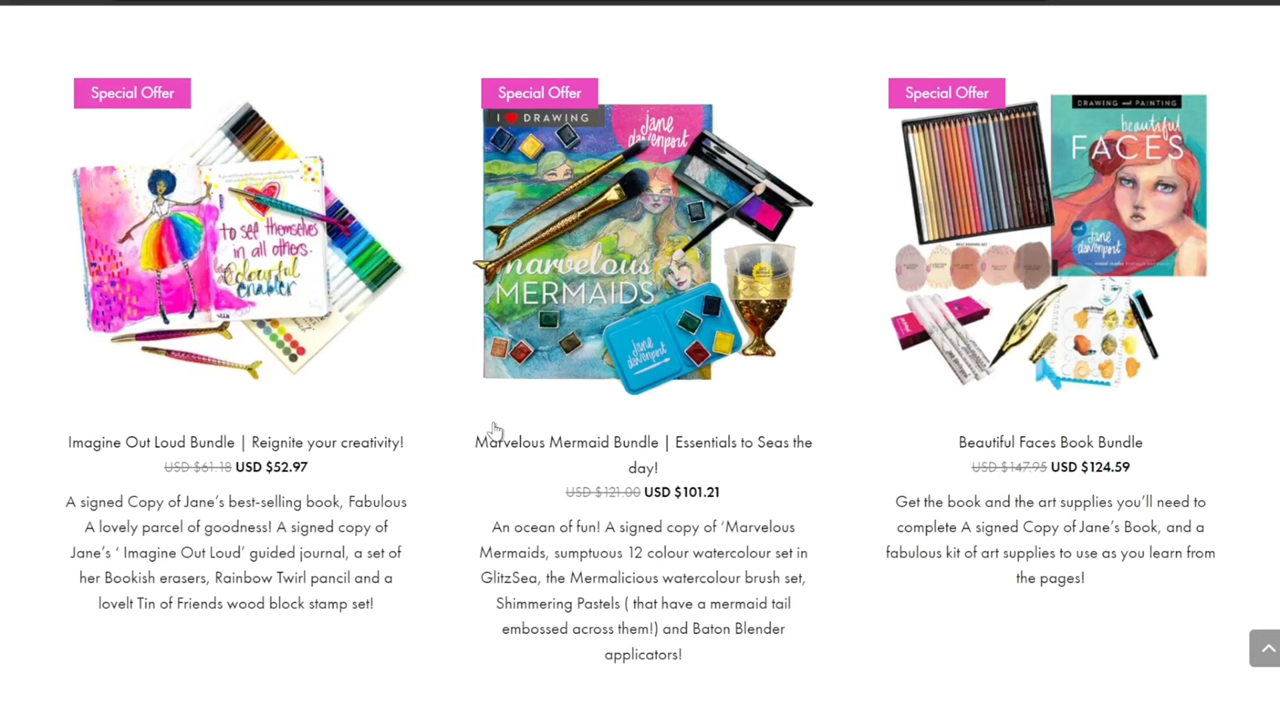 Special Offer
to see themselves
in all others.
Colourful
enabler
Imagine Out Loud Bundle | Reignite your creativity!
USD $61.18 USD $52.97
A signed Copy of Jane's best-selling book, Fabulous
A lovely parcel of goodness! A signed copy of
Jane's ‘ Imagine Out Loud’ guided journal, a set of
her Bookish erasers, Rainbow Twirl pancil and a
lovelt Tin of Friends wood block stamp set!
Special Offer
I ❤ DRAWING
jane
davenport
marvelous
MERMAIDS
jane
davenport
Marvelous Mermaid Bundle | Essentials to Seas the
day!
USD $121.00 USD $101.21
An ocean of fun! A signed copy of ‘Marvelous
Mermaids, sumptuous 12 colour watercolour set in
GlitzSea, the Mermalicious watercolour brush set,
Shimmering Pastels ( that have a mermaid tail
embossed across them!) and Baton Blender
applicators!
Special Offer
DRAWING and PAINTING
beautiful
FACES
with
jane
davenport
Beautiful Faces Book Bundle
USD $147.95 USD $124.59
Get the book and the art supplies you'll need to
complete A signed Copy of Jane's Book, and a
fabulous kit of art supplies to use as you learn from
the pages!